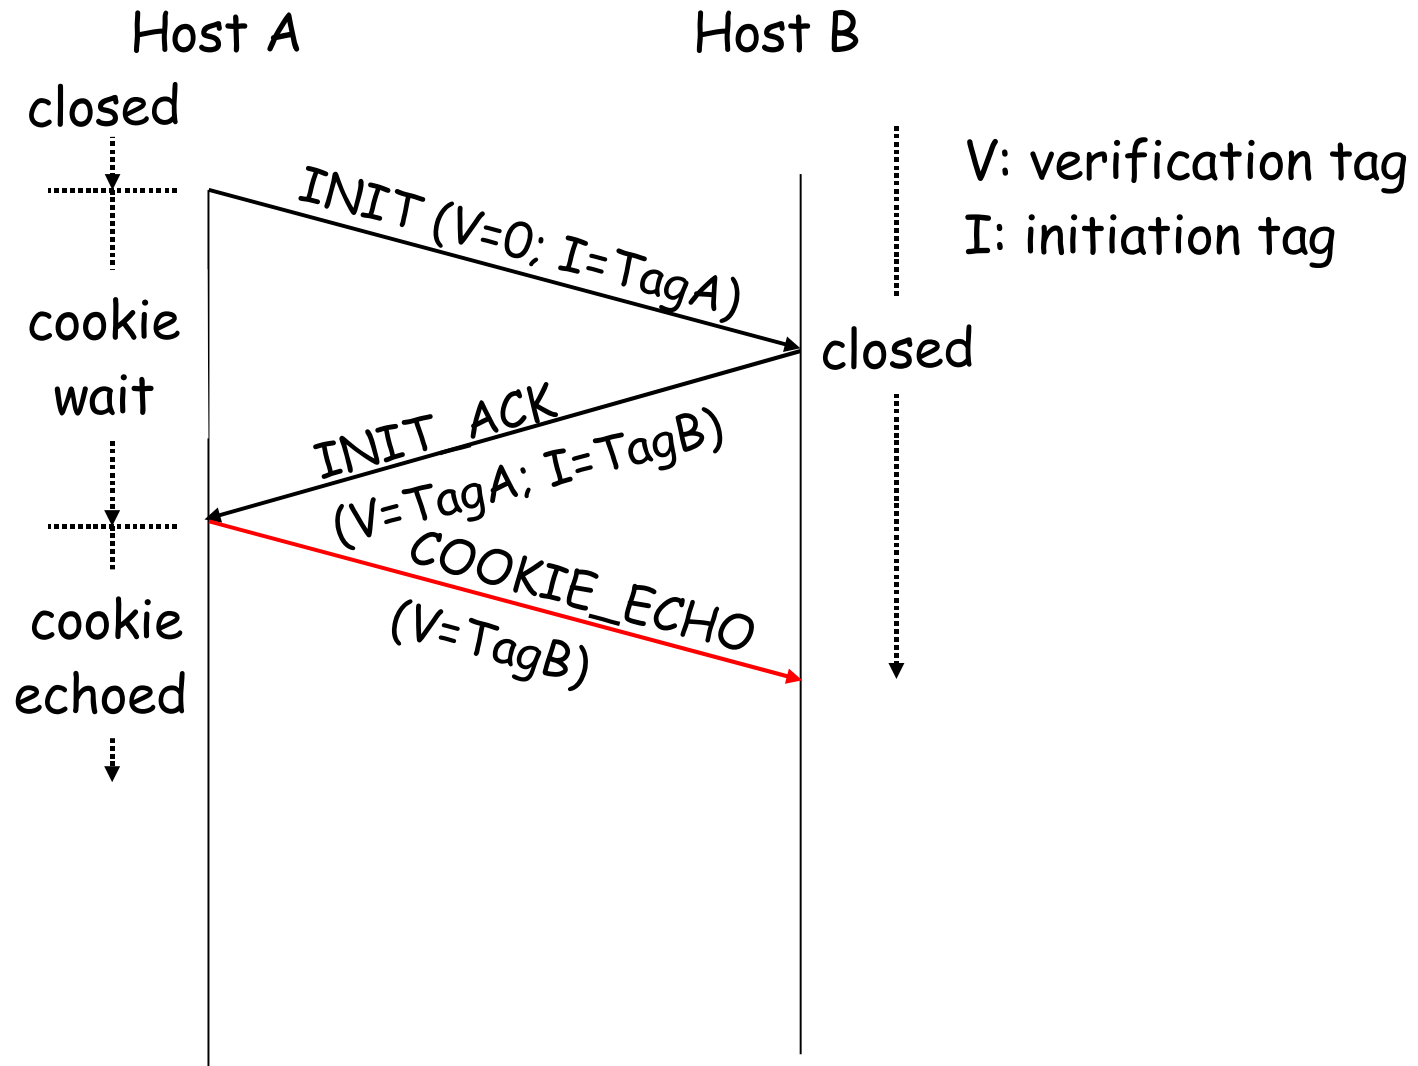 Host A
Host B
closed
V: verification tag
I: initiation tag
INIT (V=0; I=TagA)
cookie
wait
closed
INIT_ACK
(V=TagA; I=TagB)
COOKIE_ECHO
(V=TagB)
cookie
echoed